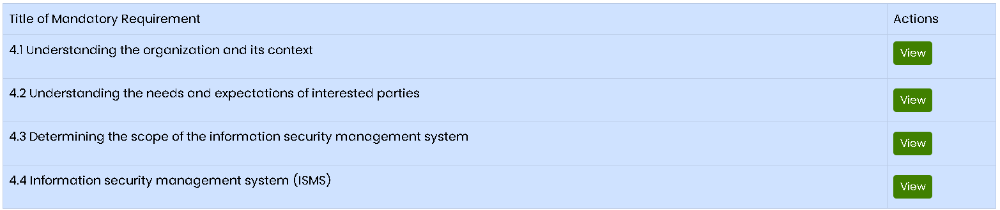 Title of Mandatory Requirement Actions
4.1 Understanding the organization and its context View
4.2 Understanding the needs and expectations of interested parties View
4.3 Determining the scope of the information security management system View
4.4 Information security management system (ISMS) View